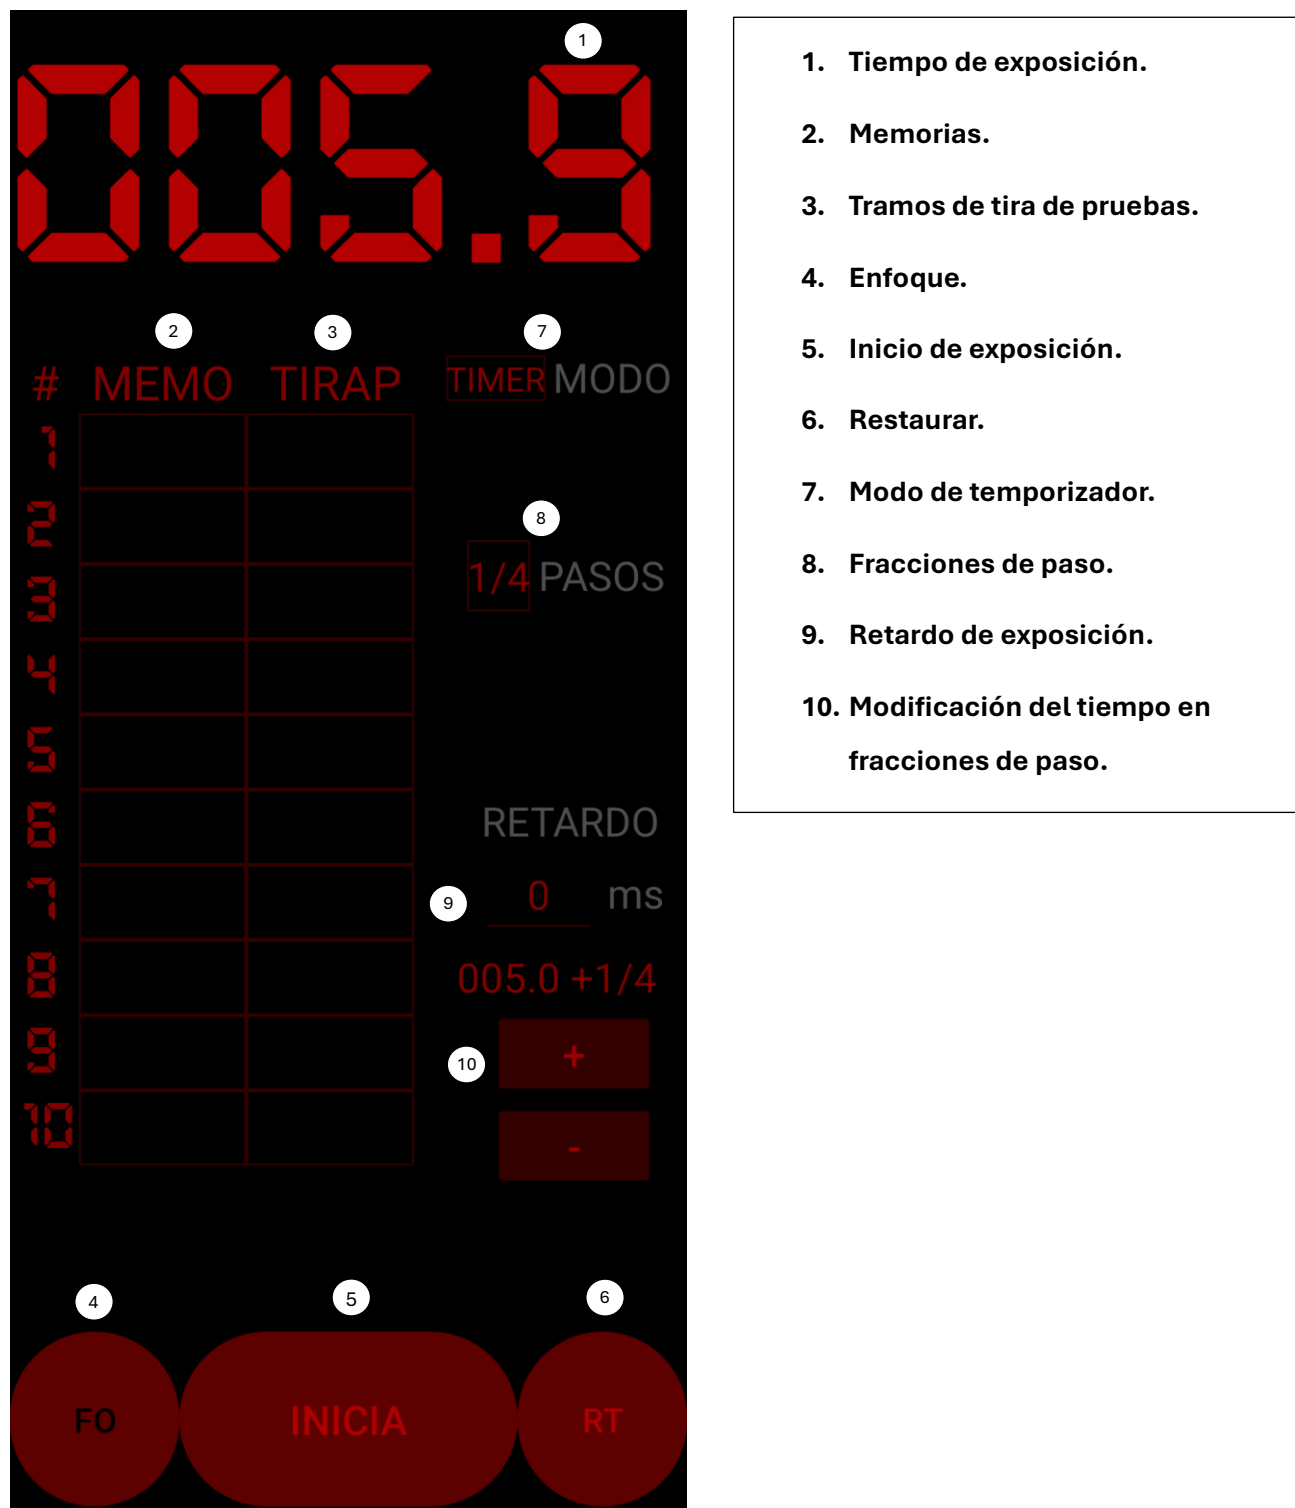 1
005.9
2
3
7
# MEMO TIRAP TIMER MODO
1
2
8
3
1/4 PASOS
4
5
6
RETARDO
7
9
0 ms
8
005.0 +1/4
9
10
+
10
-
4
5
6
FO
INICIA
RT
1. Tiempo de exposición.
2. Memorias.
3. Tramos de tira de pruebas.
4. Enfoque.
5. Inicio de exposición.
6. Restaurar.
7. Modo de temporizador.
8. Fracciones de paso.
9. Retardo de exposición.
10. Modificación del tiempo en
fracciones de paso.